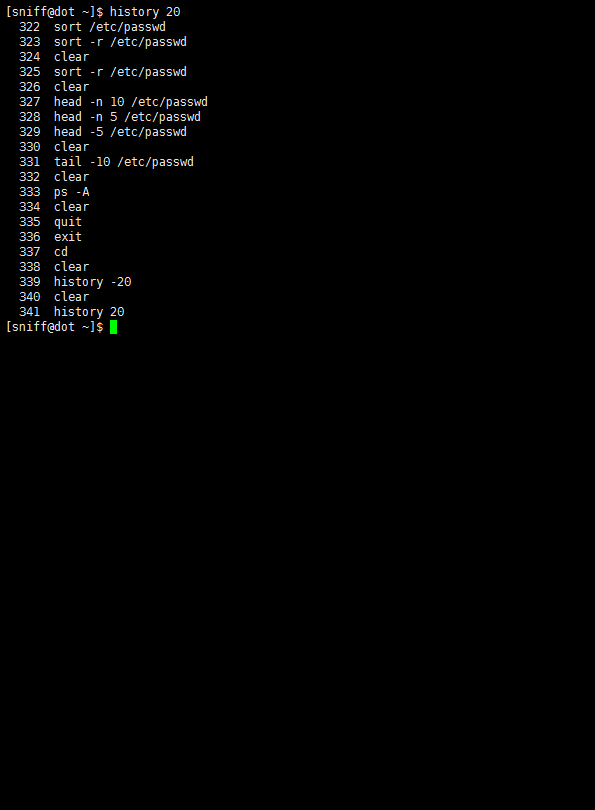 [sniff@dot ~]$ history 20
322 sort /etc/passwd
323 sort -r /etc/passwd
324 clear
325 sort -r /etc/passwd
326 clear
327 head -n 10 /etc/passwd
328 head -n 5 /etc/passwd
329 head -5 /etc/passwd
330 clear
331 tail -10 /etc/passwd
332 clear
333 ps -A
334 clear
335 quit
336 exit
337 cd
338 clear
339 history -20
340 clear
341 history 20
[sniff@dot ~]$